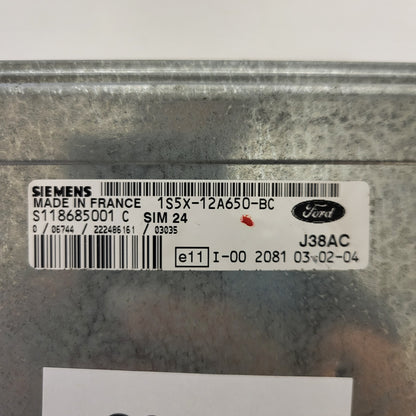 SIEMENS
MADE IN FRANCE 1S5X-12A650-BC
S118685001 C SIM 24
Ford
0 / 06744 / 222486161 / 03035
J38AC
e11 I-00 2081 03 02-04